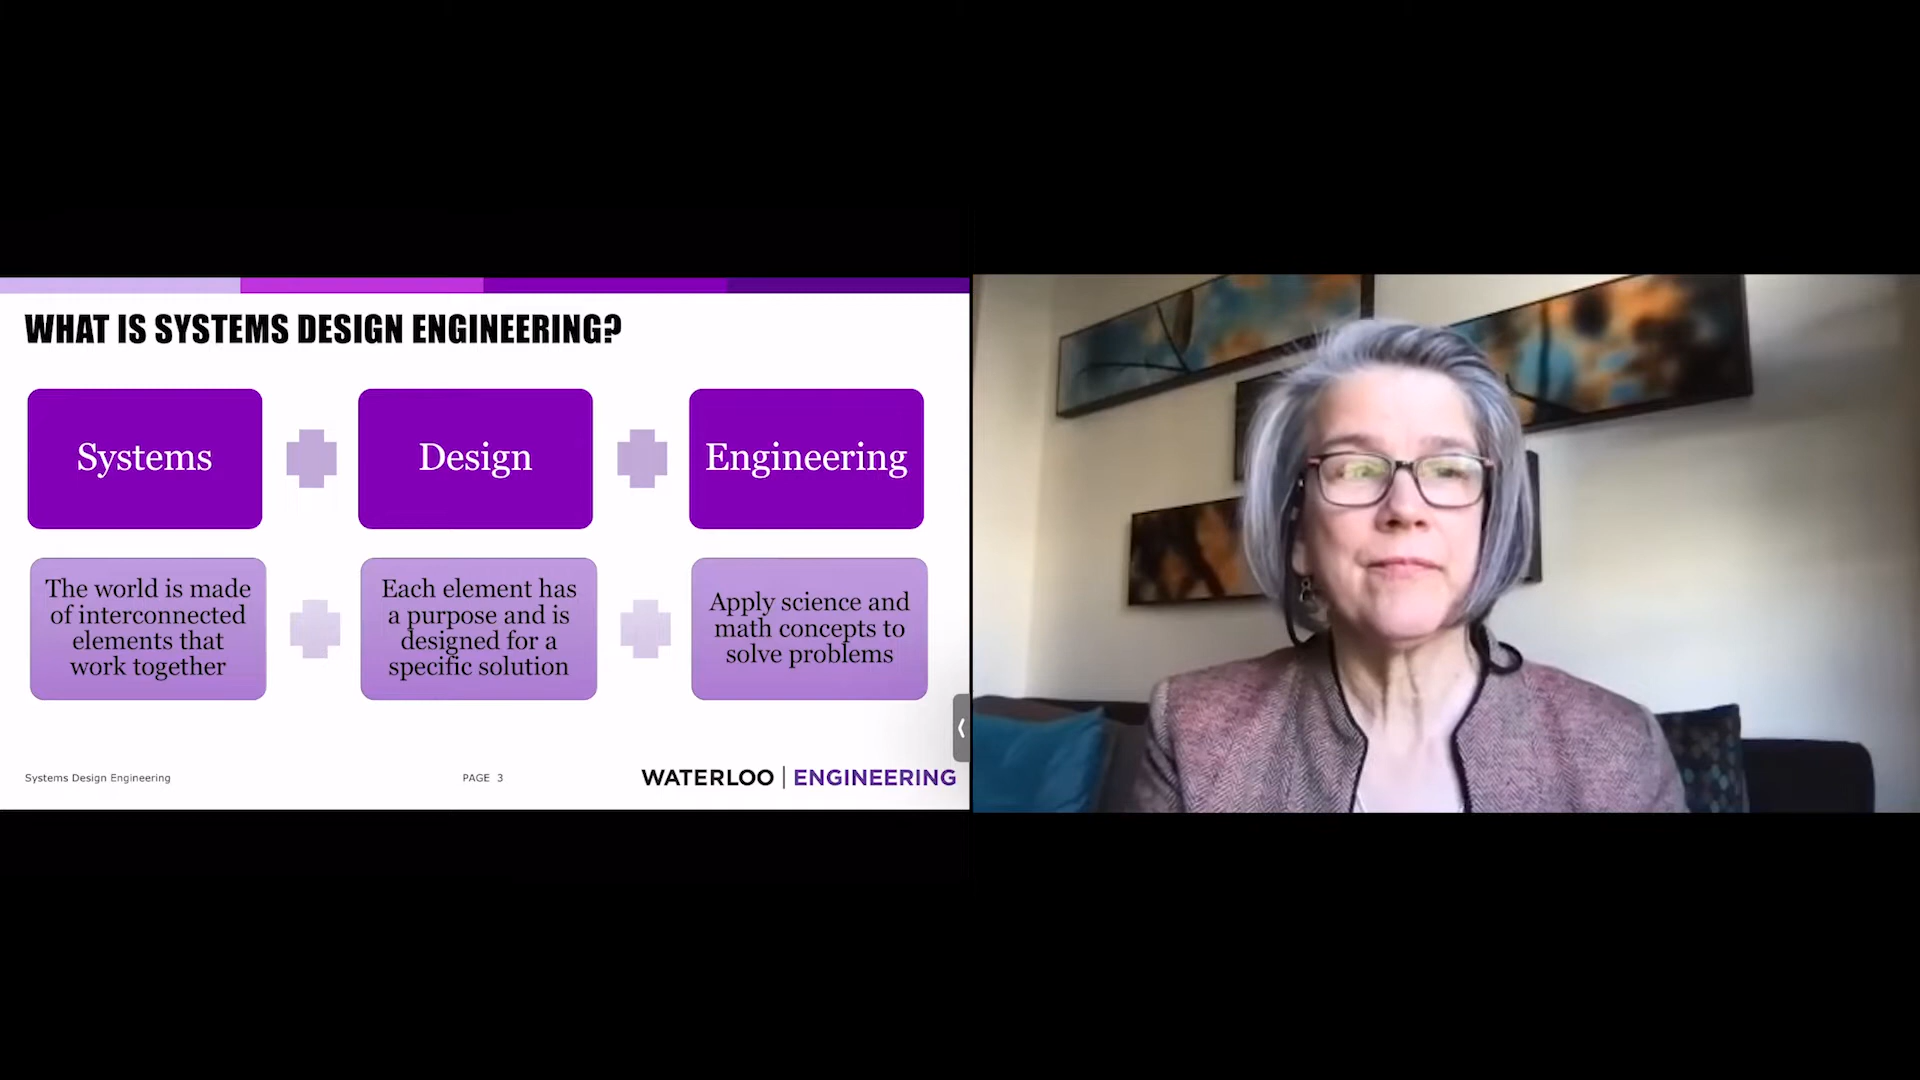 WHAT IS SYSTEMS DESIGN ENGINEERING?
Systems
Design
Engineering
The world is made
of interconnected
elements that
work together
Each element has
a purpose and is
designed for a
specific solution
Apply science and
math concepts to
solve problems
Systems Design Engineering
PAGE 3
WATERLOO | ENGINEERING